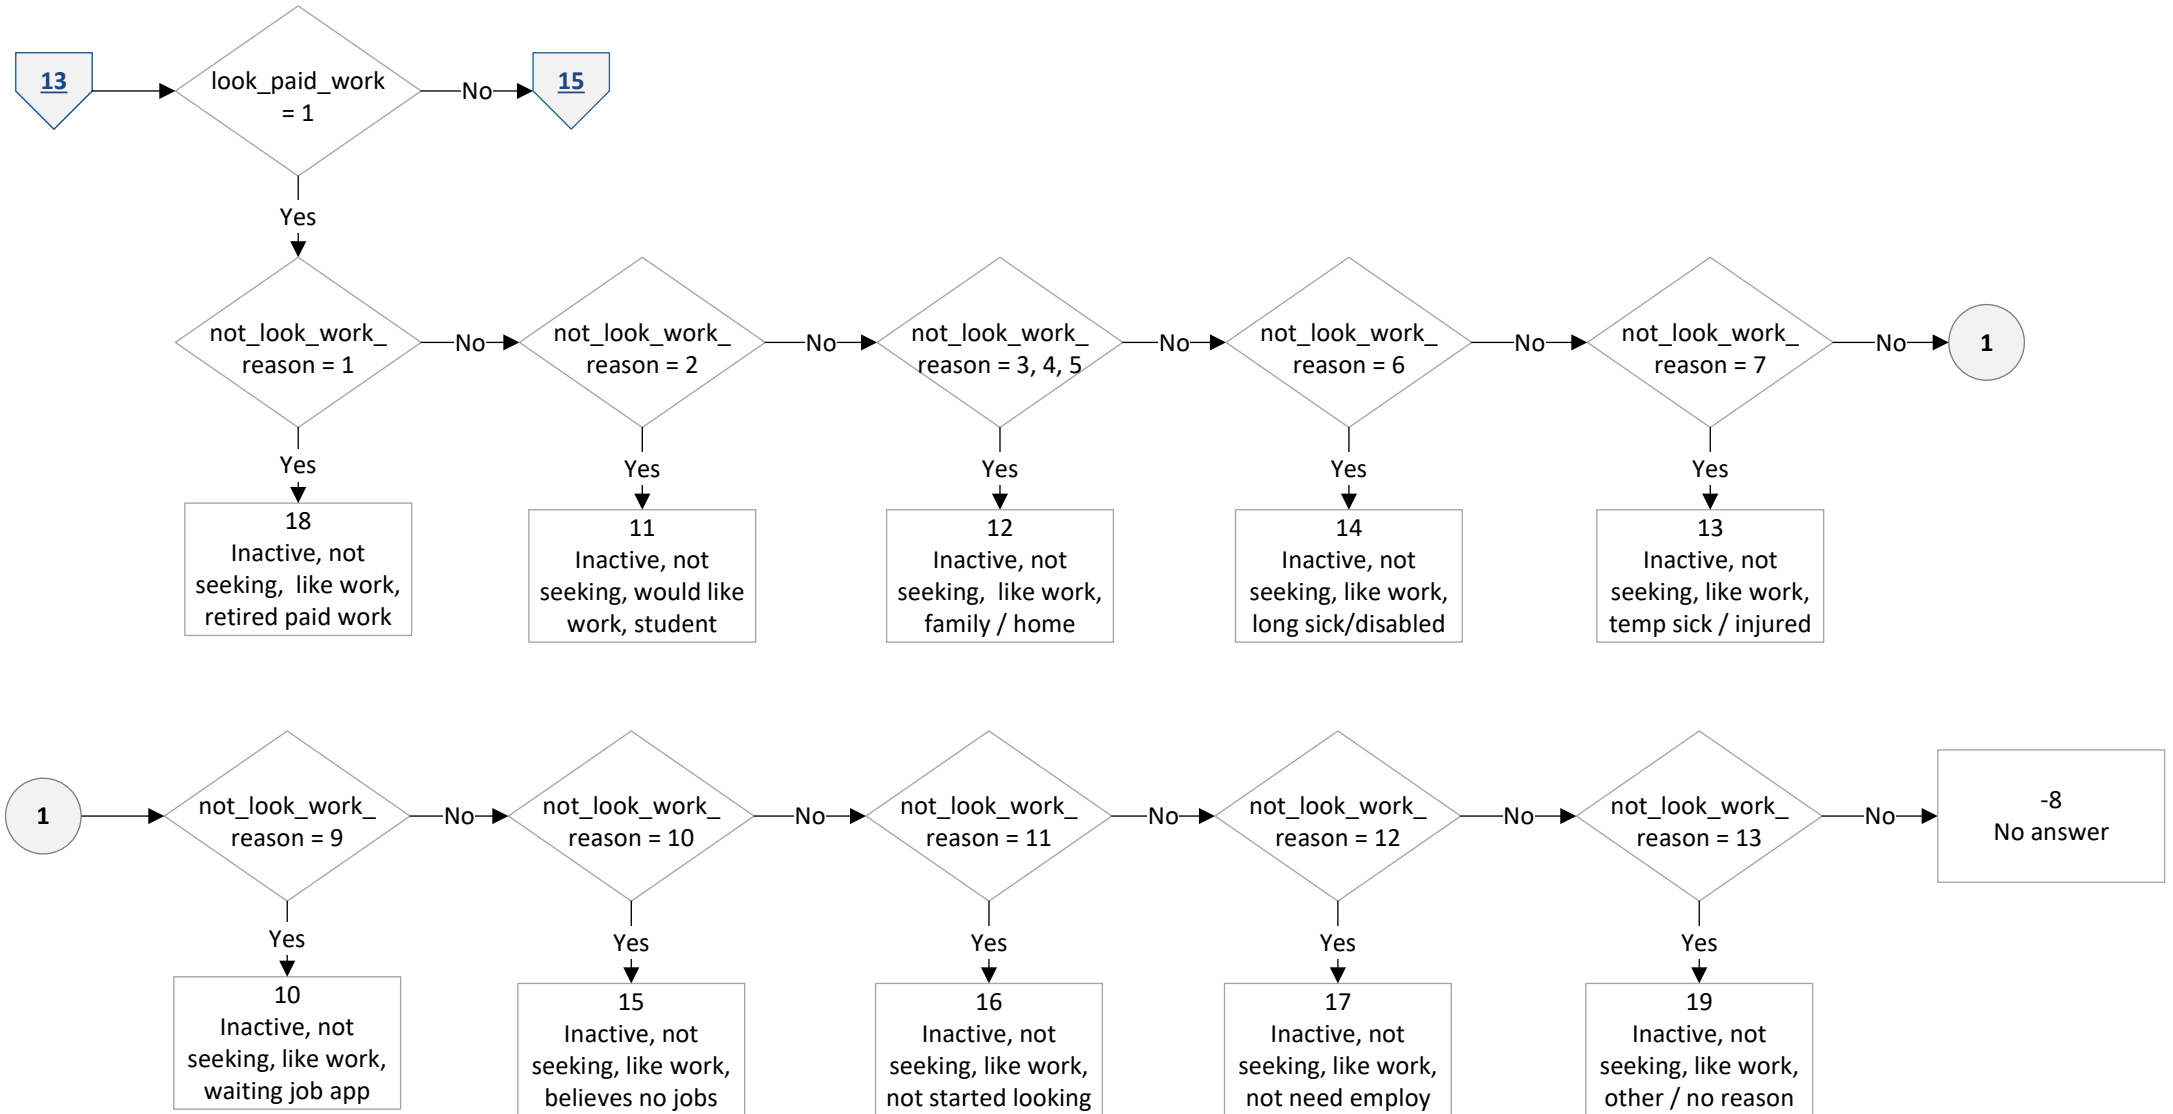 13
look_paid_work
= 1
No
15
Yes
not_look_work_
reason = 1
No
not_look_work_
reason = 2
No
not_look_work_
reason = 3, 4, 5
No
not_look_work_
reason = 6
No
not_look_work_
reason = 7
No
1
Yes
Yes
Yes
Yes
Yes
18
Inactive, not
seeking,  like work,
retired paid work
11
Inactive, not
seeking, would like
work, student
12
Inactive, not
seeking,  like work,
family / home
14
Inactive, not
seeking, like work,
long sick/disabled
13
Inactive, not
seeking, like work,
temp sick / injured
1
not_look_work_
reason = 9
No
not_look_work_
reason = 10
No
not_look_work_
reason = 11
No
not_look_work_
reason = 12
No
not_look_work_
reason = 13
No
-8
No answer
Yes
Yes
Yes
Yes
Yes
10
Inactive, not
seeking, like work,
waiting job app
15
Inactive, not
seeking, like work,
believes no jobs
16
Inactive, not
seeking, like work,
not started looking
17
Inactive, not
seeking, like work,
not need employ
19
Inactive, not
seeking, like work,
other / no reason